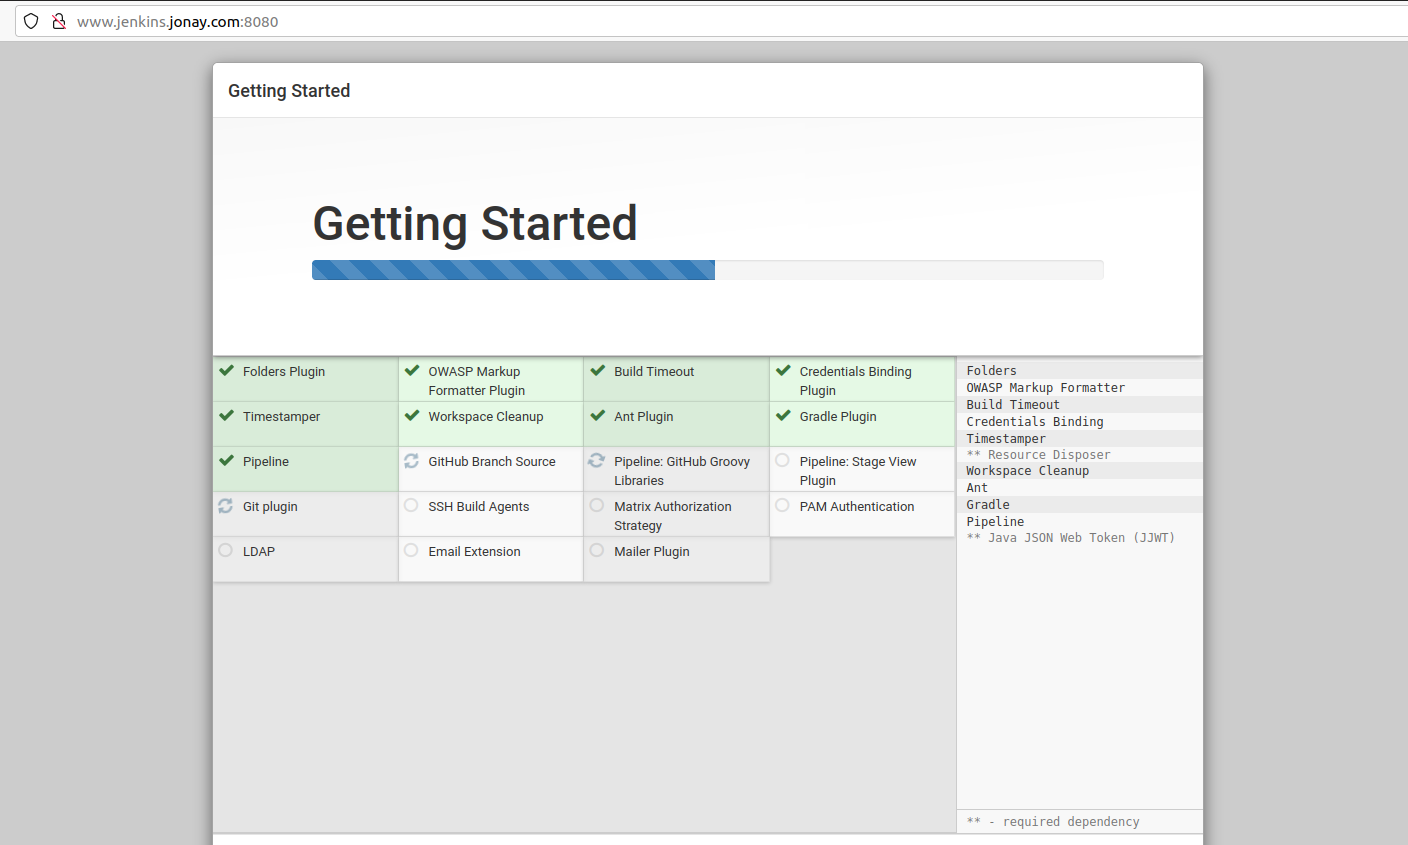 www.jenkins.jonay.com:8080
Getting Started
Getting Started
Folders Plugin
OWASP Markup
Formatter Plugin
Build Timeout
Credentials Binding
Plugin
Timestamper
Workspace Cleanup
Ant Plugin
Gradle Plugin
Pipeline
GitHub Branch Source
Pipeline: GitHub Groovy
Libraries
Pipeline: Stage View
Plugin
Git plugin
SSH Build Agents
Matrix Authorization
Strategy
PAM Authentication
LDAP
Email Extension
Mailer Plugin
Folders
OWASP Markup Formatter
Build Timeout
Credentials Binding
Timestamper
** Resource Disposer
Workspace Cleanup
Ant
Gradle
Pipeline
** Java JSON Web Token (JJWT)
** - required dependency